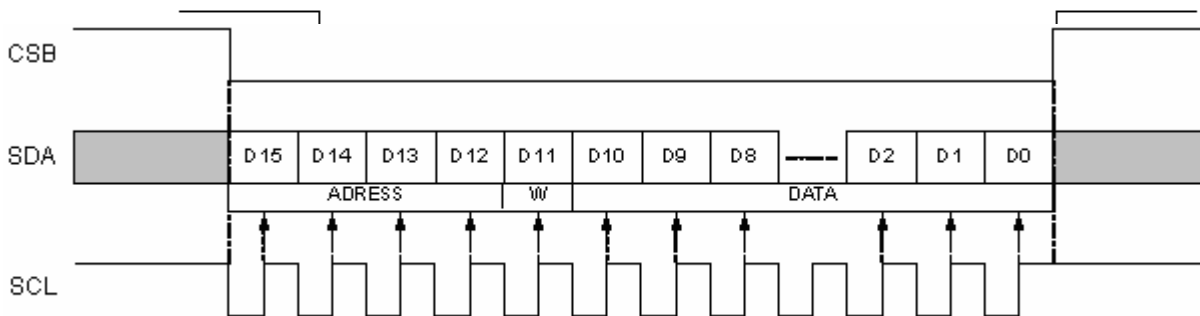 CSB
SDA D15 D14 D13 D12 D11 D10 D9 D8 D2 D1 D0
ADRESS W DATA
SCL